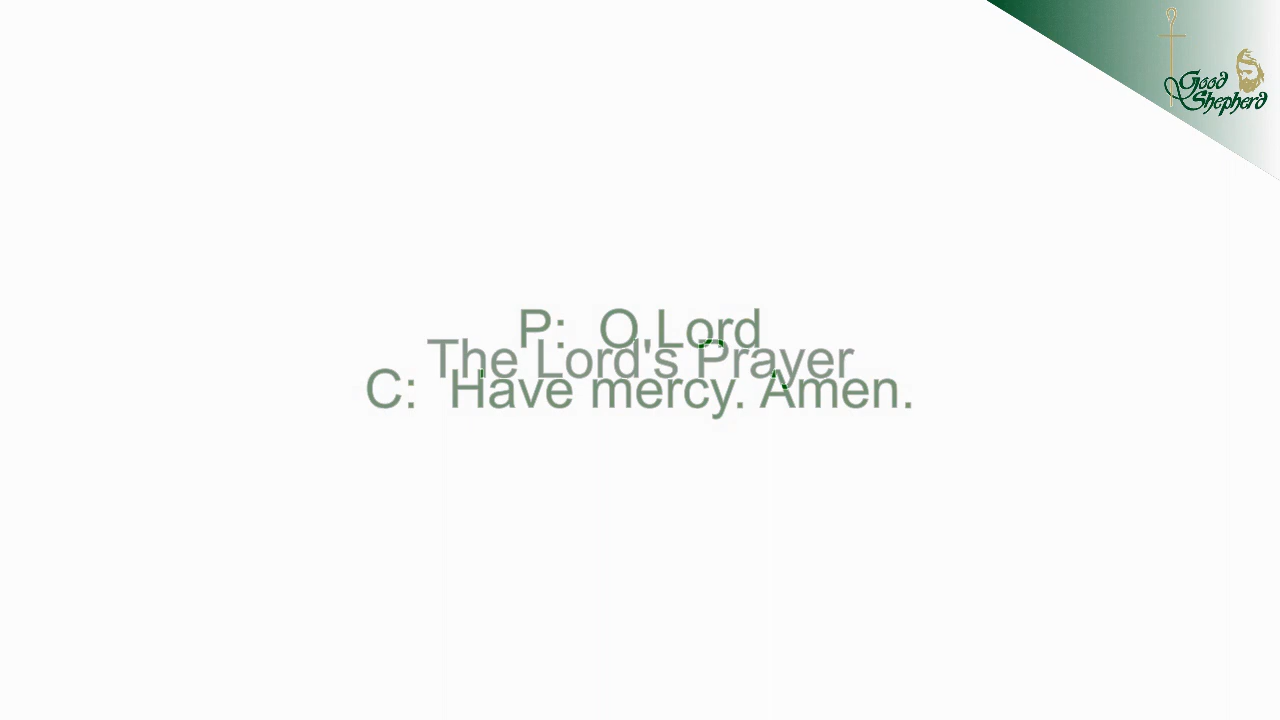 Good
Shepherd
P: O Lord
The Lord's Prayer
C: Have mercy. Amen.